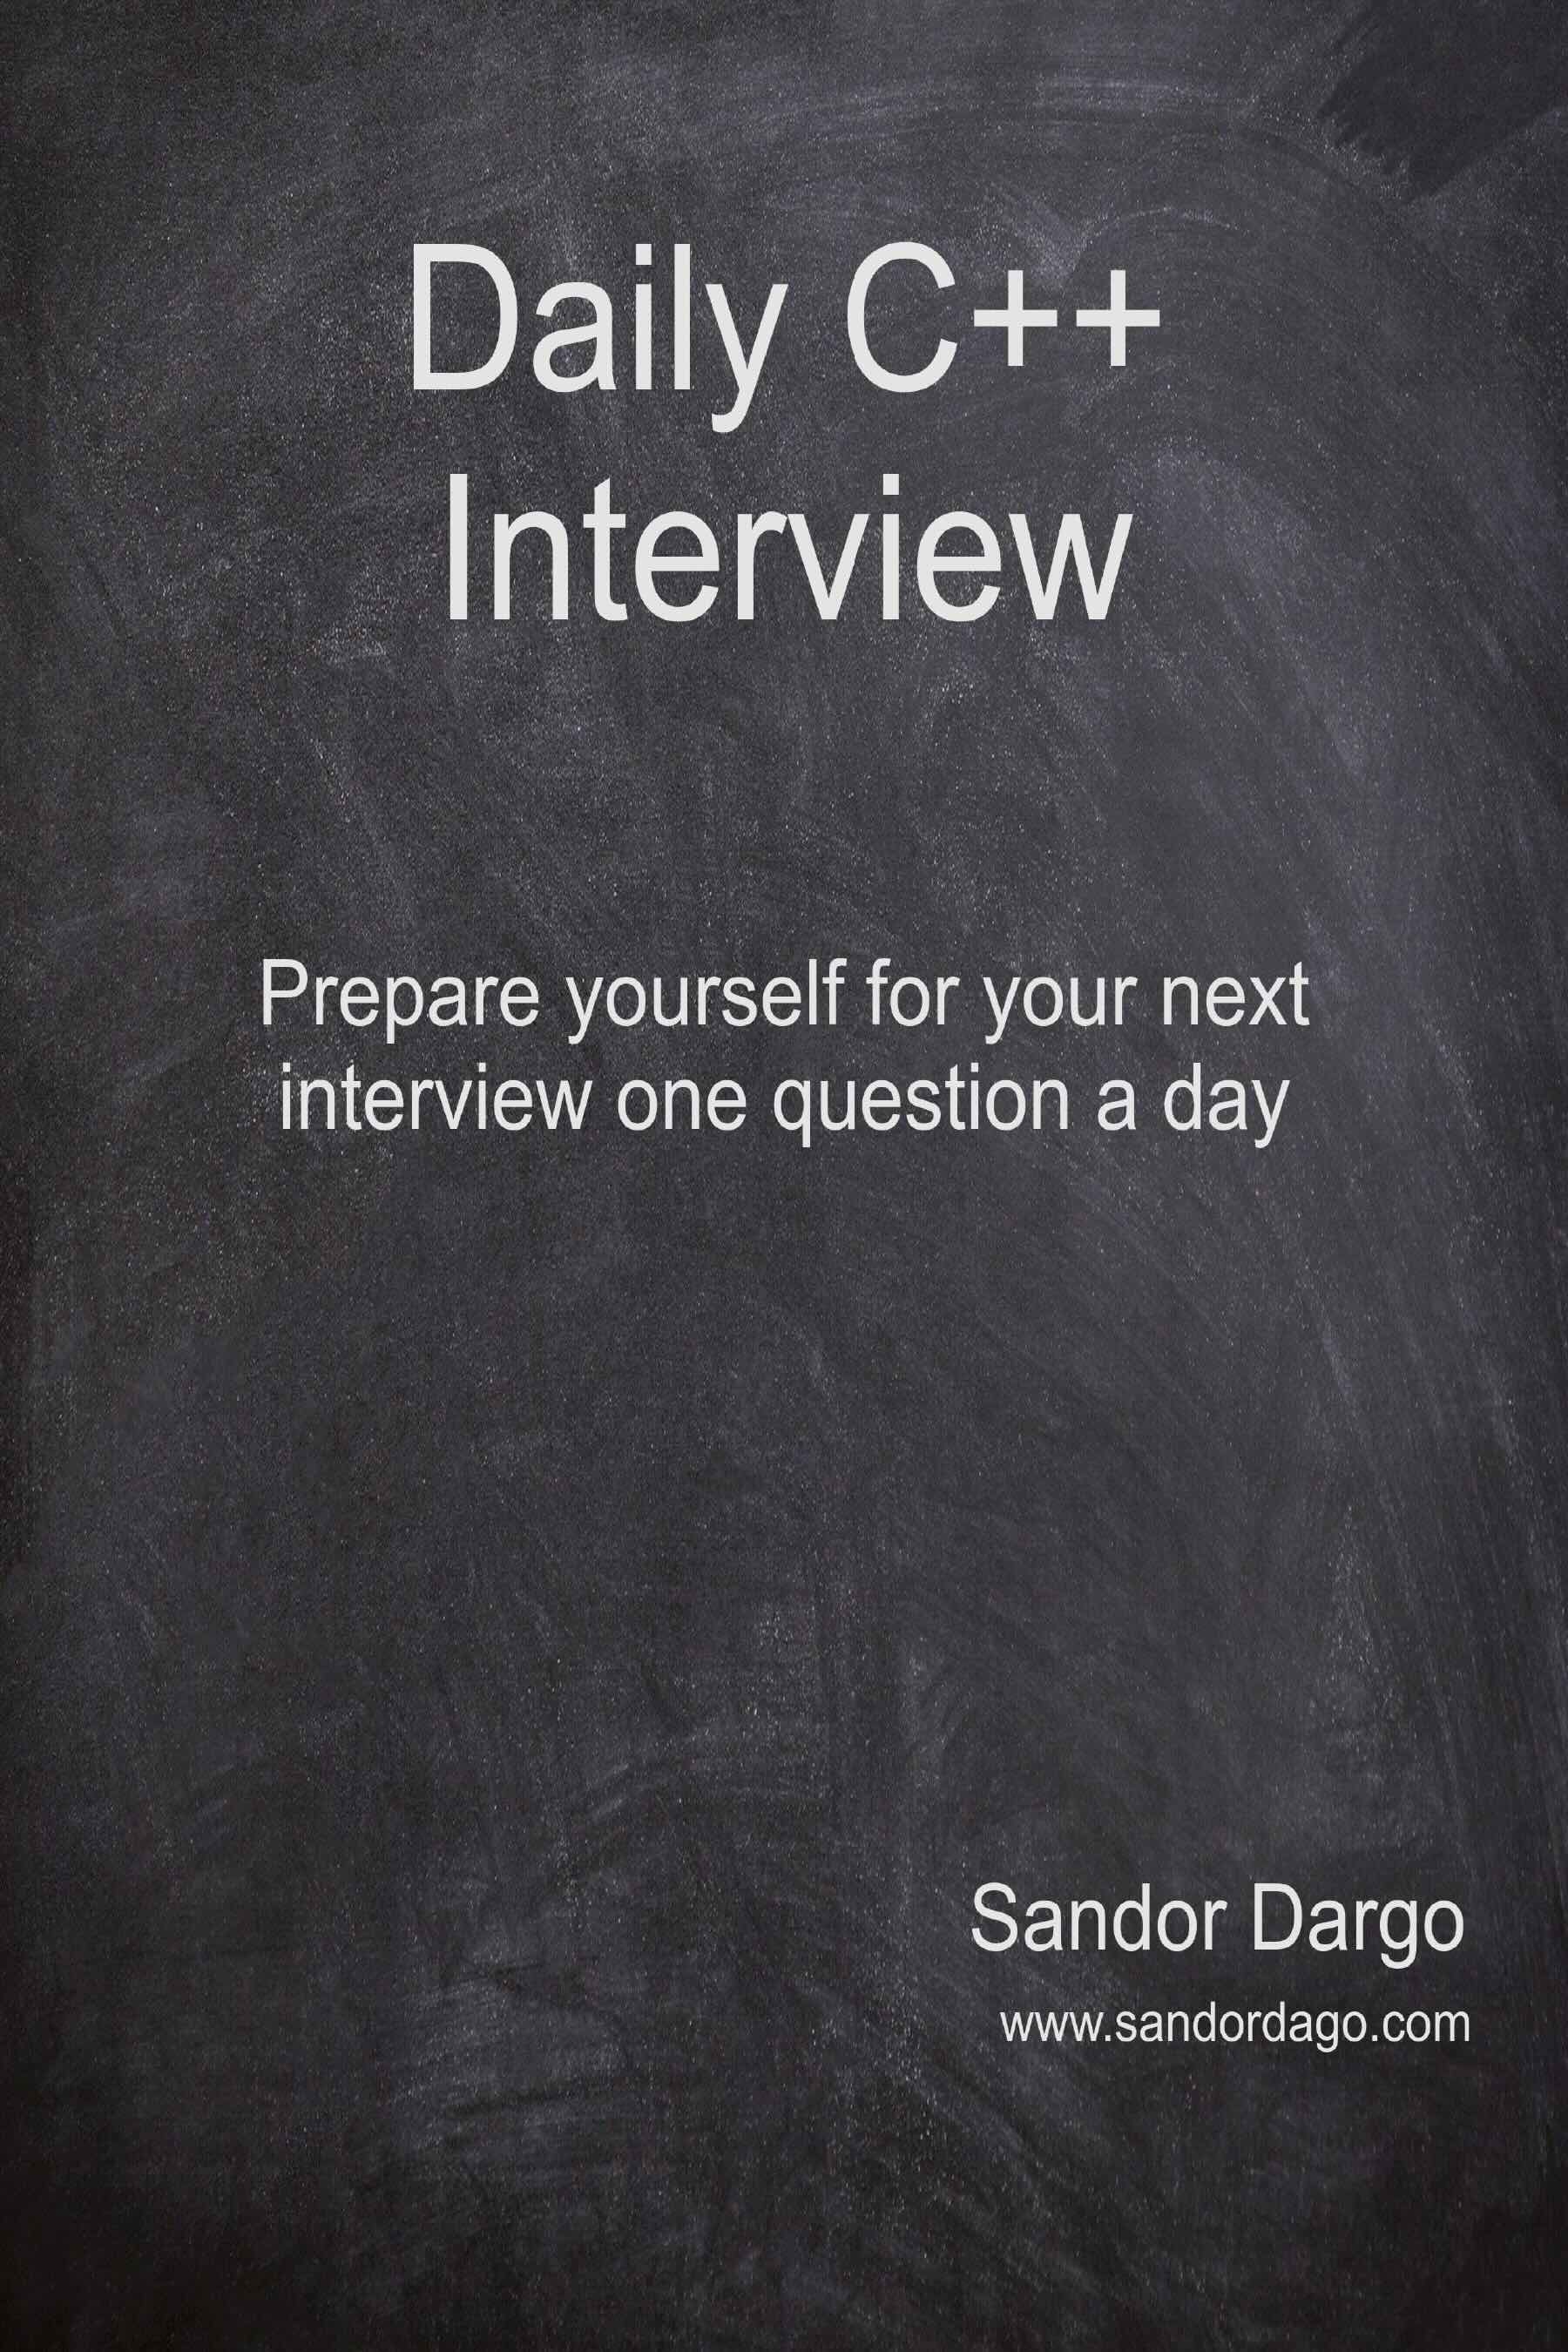 Daily C++
Interview
Prepare yourself for your next
interview one question a day
Sandor Dargo
www.sandordago.com